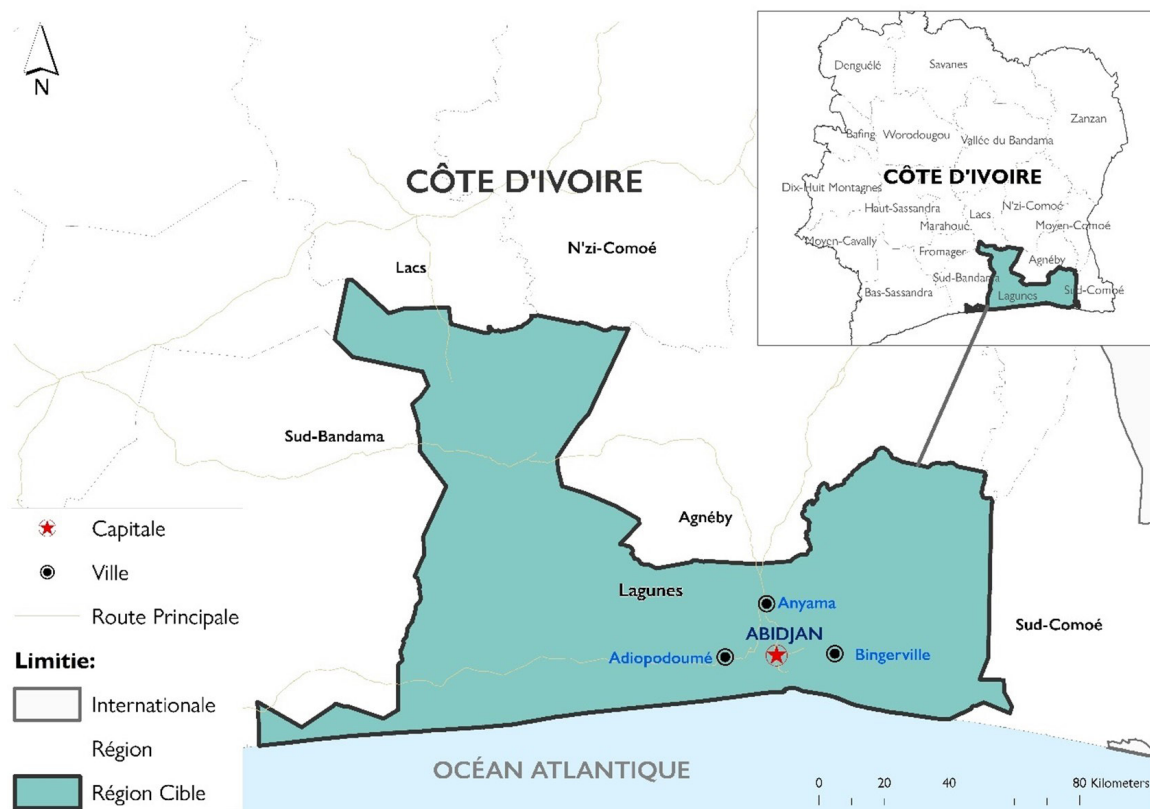 N
CÔTE D'IVOIRE
N'zi-Comoé
Lacs
Sud-Bandama
Agnéby
Lagunes
Anyama
ABIDJAN
Adiopodoumé
Bingerville
Sud-Comoé
OCÉAN ATLANTIQUE
Capitale
Ville
Route Principale
Limitie:
Internationale
Région
Région Cible
0 20 40 80 Kilometers
Denguélé
Savanes
Zanzan
Bafing
Worodougou
Vallée du Bandama
CÔTE D'IVOIRE
Dix-Huit Montagnes
Haut-Sassandra
Lacs
N'zi-Comoé
Marahoué
Moyen-Comoé
Moyen-Cavally
Fromager
Agnéby
Sud-Bandama
Bas-Sassandra
Lagunes
Sud-Comoé